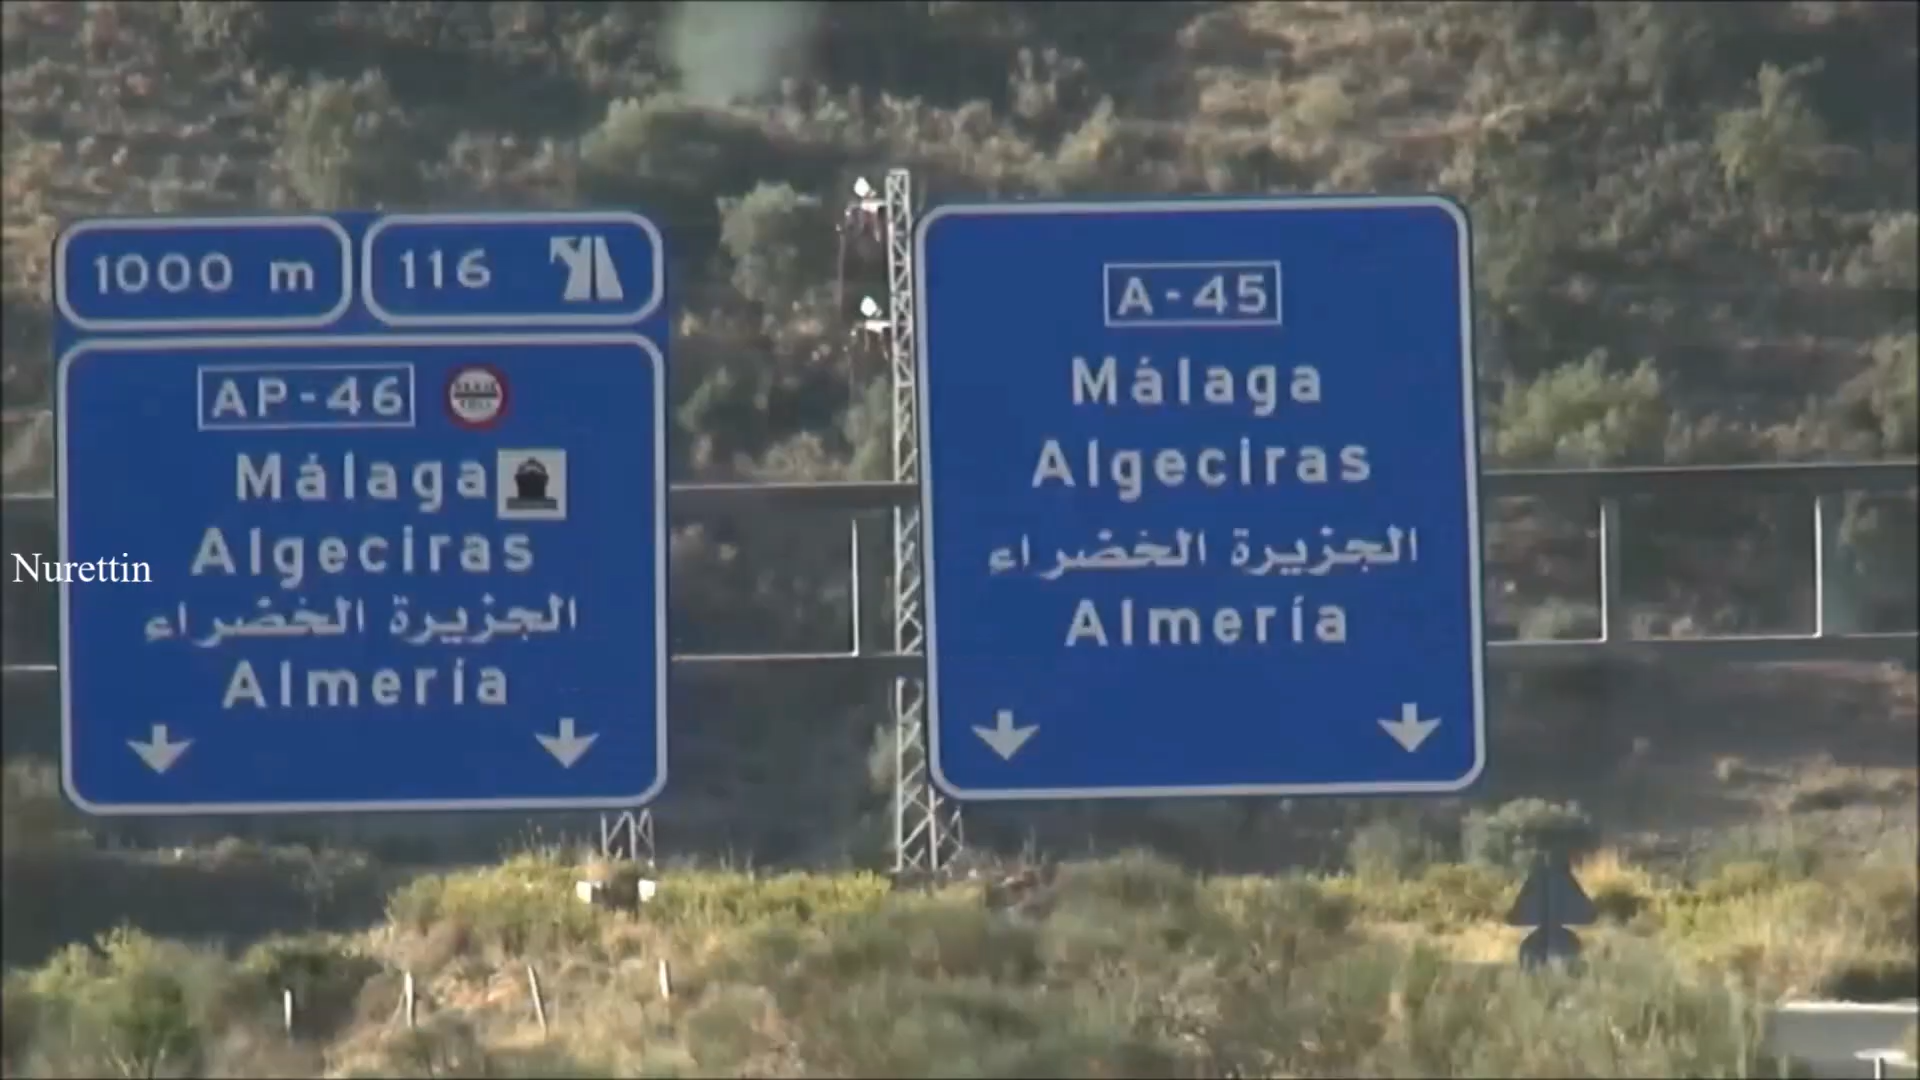 1000 m
116
AP-46
Málaga
Algeciras
الجزيرة الخضراء
Almería
A-45
Málaga
Algeciras
الجزيرة الخضراء
Almería
Nurettin